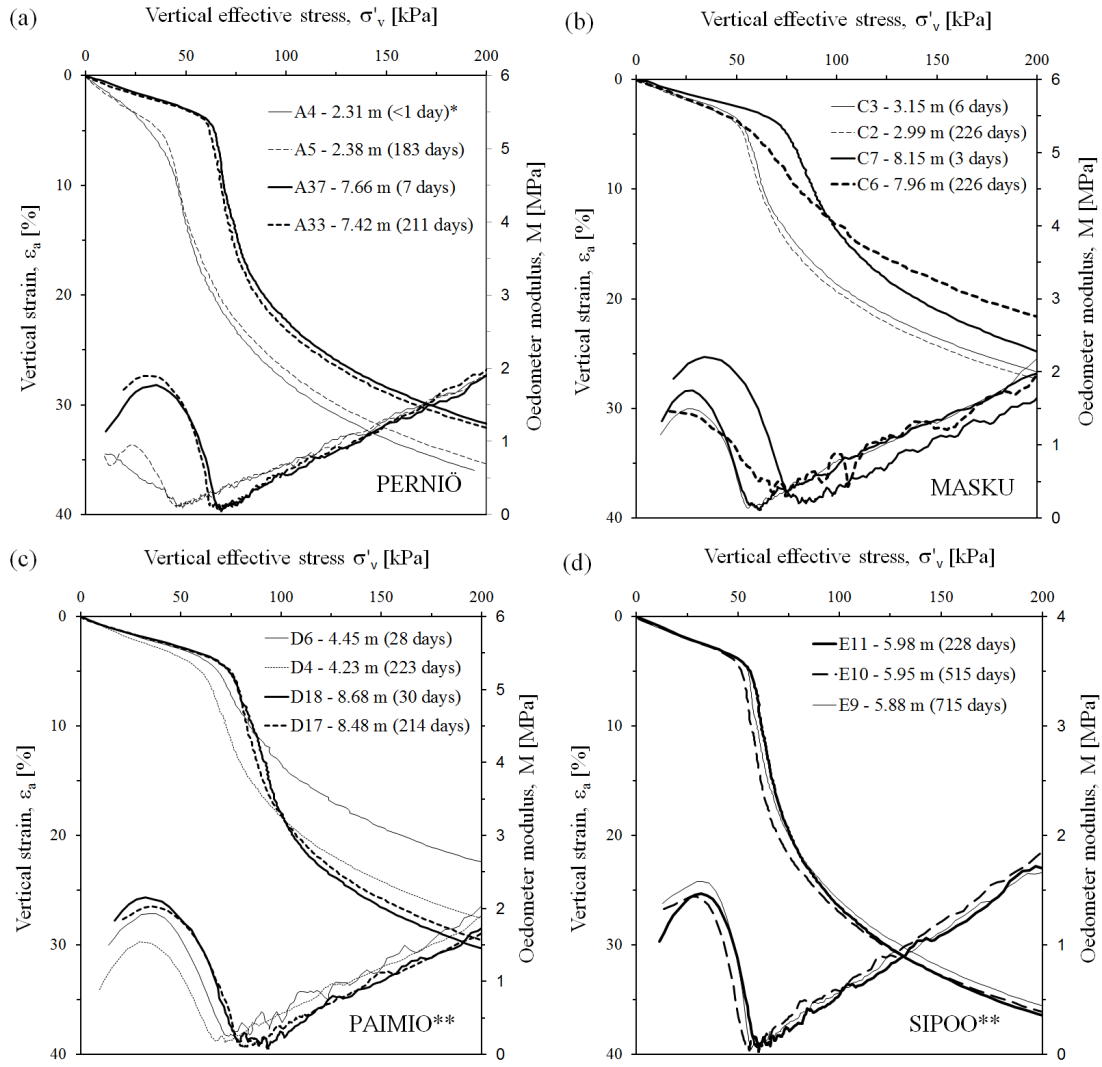 (a)
Vertical effective stress, σ'v [kPa]
0 50 100 150 200
0
10
20
30
40
Vertical strain, εa [%]
6
5
4
3
2
1
0
Oedometer modulus, M [MPa]
A4 - 2.31 m (<1 day)*
A5 - 2.38 m (183 days)
A37 - 7.66 m (7 days)
A33 - 7.42 m (211 days)
PERNIÖ
(b)
Vertical effective stress, σ'v [kPa]
0 50 100 150 200
0
10
20
30
40
Vertical strain, εa [%]
6
5
4
3
2
1
0
Oedometer modulus, M [MPa]
C3 - 3.15 m (6 days)
C2 - 2.99 m (226 days)
C7 - 8.15 m (3 days)
C6 - 7.96 m (226 days)
MASKU
(c)
Vertical effective stress σ'v [kPa]
0 50 100 150 200
0
10
20
30
40
Vertical strain, εa [%]
6
5
4
3
2
1
0
Oedometer modulus, M [MPa]
D6 - 4.45 m (28 days)
D4 - 4.23 m (223 days)
D18 - 8.68 m (30 days)
D17 - 8.48 m (214 days)
PAIMIO**
(d)
Vertical effective stress, σ'v [kPa]
0 50 100 150 200
0
10
20
30
40
Vertical strain, εa [%]
4
3
2
1
0
Oedometer modulus, M [MPa]
E11 - 5.98 m (228 days)
E10 - 5.95 m (515 days)
E9 - 5.88 m (715 days)
SIPOO**